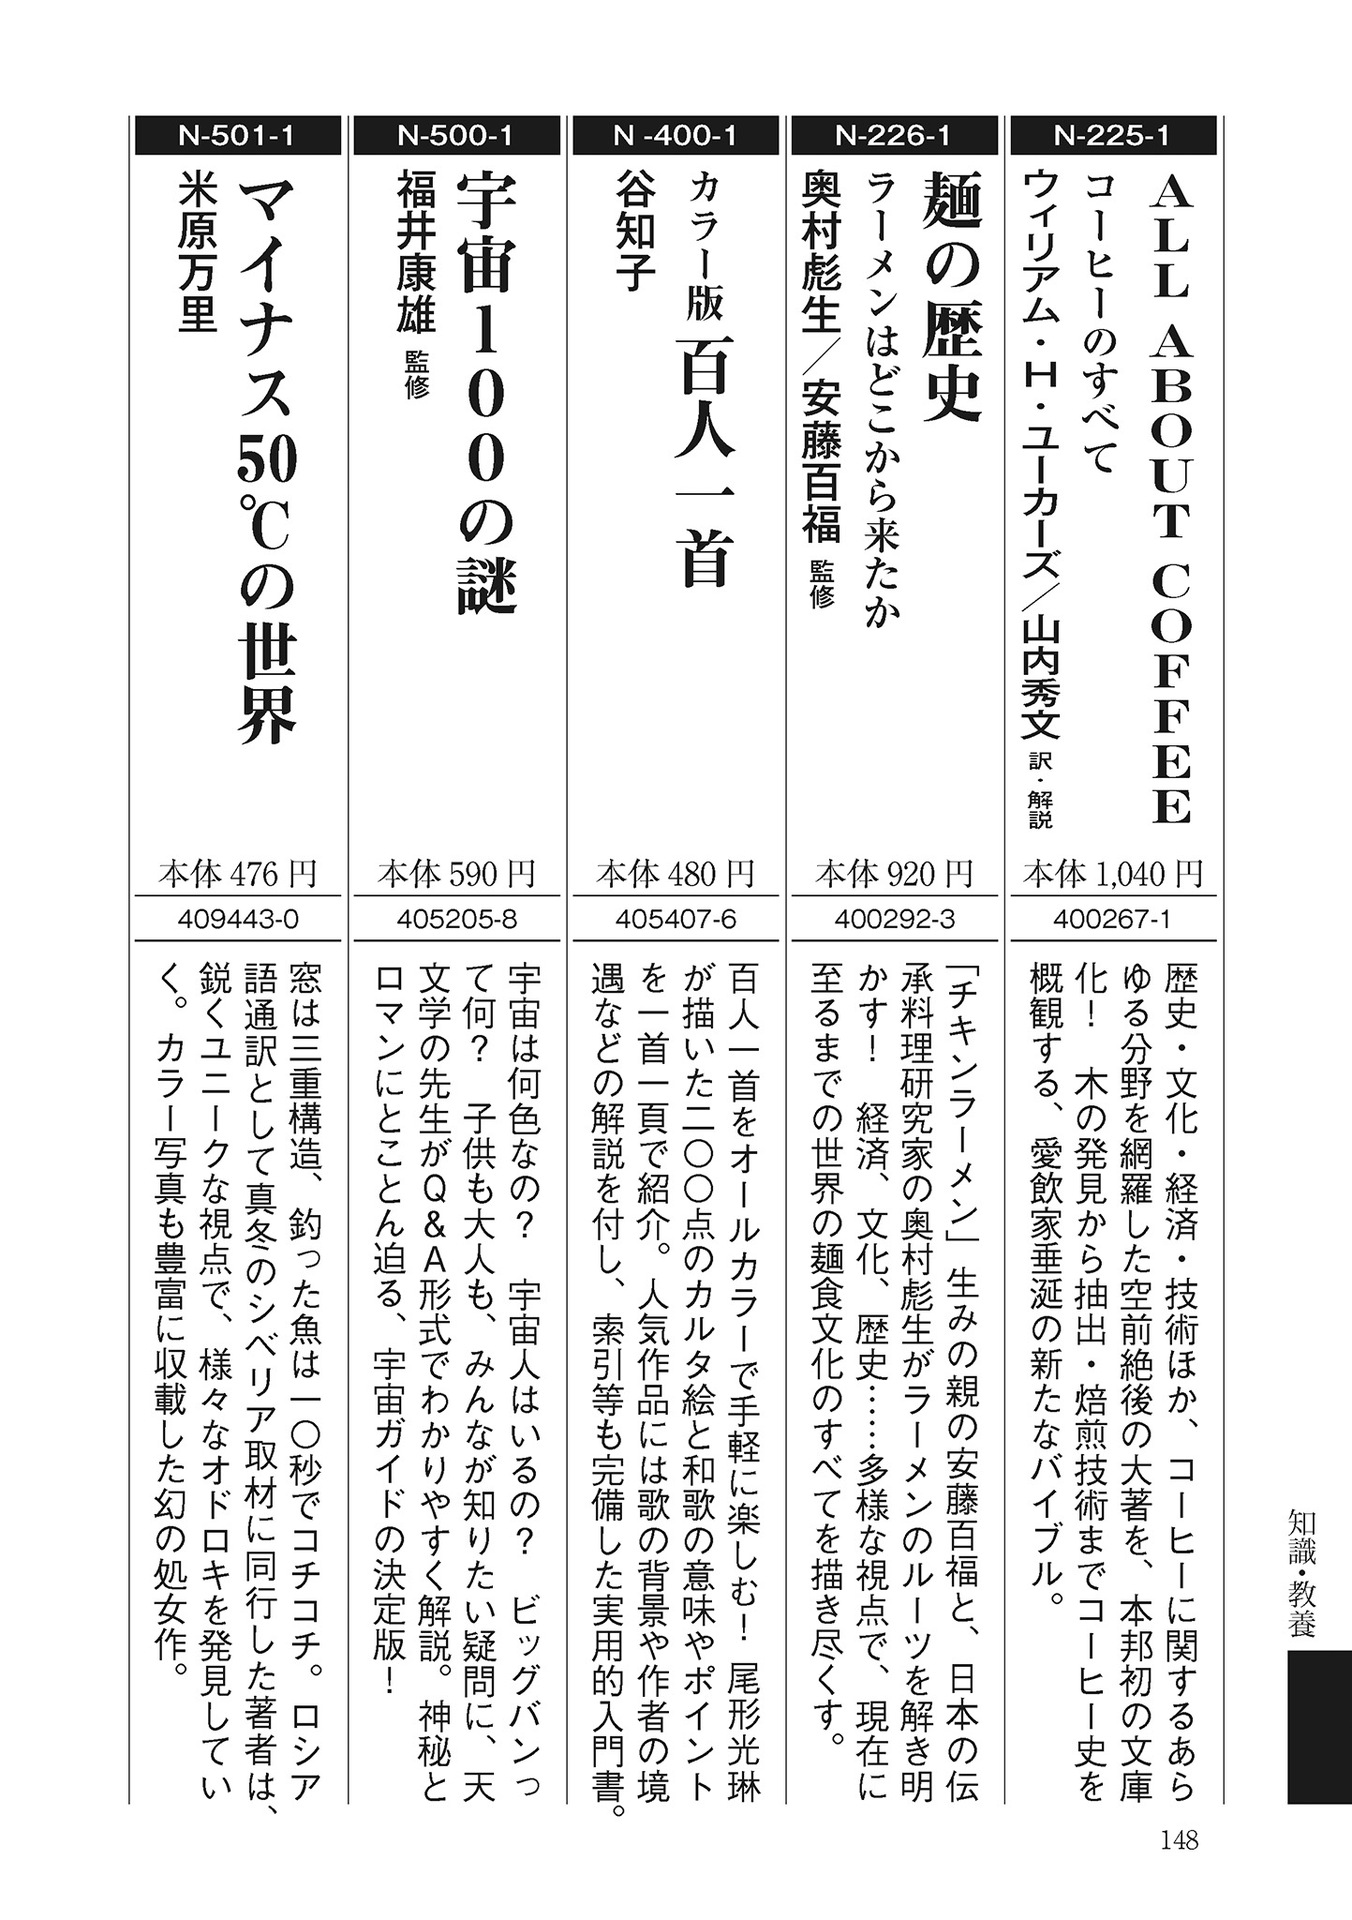 N-225-1
ALL ABOUT COFFEE
コーヒーのすべて
ウィリアム・H・ユーカーズ／山内秀文 訳・解説
本体 1,040 円
400267-1
歴史・文化・経済・技術ほか、コーヒーに関するあら
ゆる分野を網羅した空前絶後の大著を、本邦初の文庫
化！　木の発見から抽出・焙煎技術までコーヒー史を
概観する、愛飲家垂涎の新たなバイブル。
N-226-1
麺の歴史
ラーメンはどこから来たか
奥村彪生／安藤百福 監修
本体 920 円
400292-3
「チキンラーメン」生みの親の安藤百福と、日本の伝
承料理研究家の奥村彪生がラーメンのルーツを解き明
かす！　経済、文化、歴史……多様な視点で、現在に
至るまでの世界の麺食文化のすべてを描き尽くす。
N -400-1
カラー版 百人一首
谷知子
本体 480 円
405407-6
百人一首をオールカラーで手軽に楽しむ！尾形光琳
が描いた二〇〇点のカルタ絵と和歌の意味やポイント
を一首一頁で紹介。人気作品には歌の背景や作者の境
遇などの解説を付し、索引等も完備した実用的入門書。
N-500-1
宇宙100の謎
福井康雄 監修
本体 590 円
405205-8
宇宙は何色なの？　宇宙人はいるの？　ビッグバンっ
て何？　子供も大人も、みんなが知りたい疑問に、天
文学の先生がＱ＆Ａ形式でわかりやすく解説。神秘と
ロマンにとことん迫る、宇宙ガイドの決定版！
N-501-1
マイナス50℃の世界
米原万里
本体 476 円
409443-0
窓は三重構造、釣った魚は一〇秒でコチコチ。ロシア
語通訳として真冬のシベリア取材に同行した著者は、
鋭くユニークな視点で、様々なオドロキを発見してい
く。カラー写真も豊富に収載した幻の処女作。
知識・教養
148